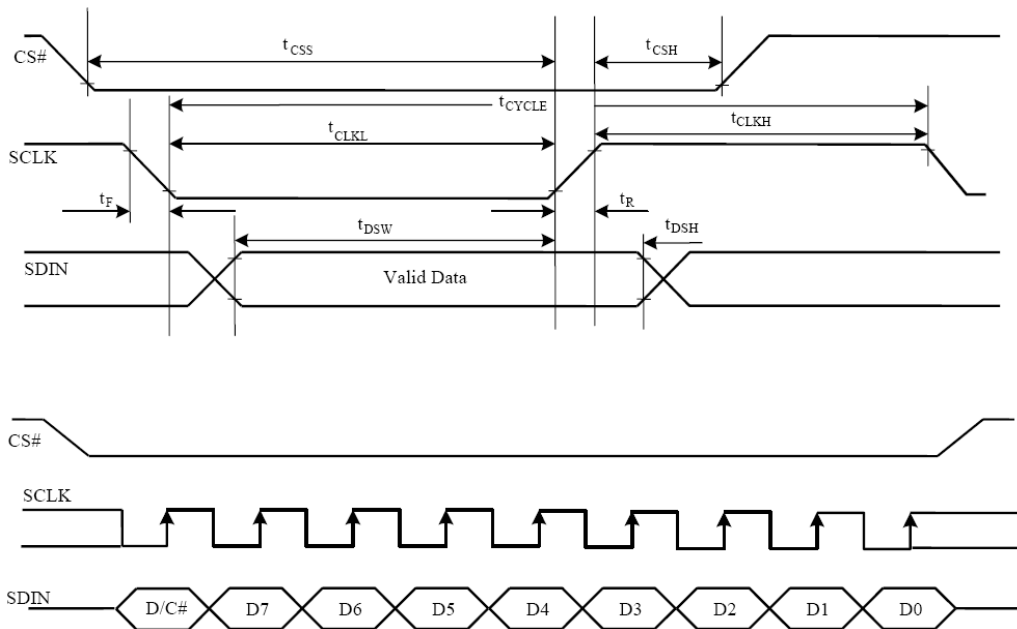 CS#
t_CSS
t_CSH
t_CYCLE
t_CLKL
t_CLKH
SCLK
t_F
t_R
t_DSW
t_DSH
SDIN
Valid Data
CS#
SCLK
SDIN
D/C# D7 D6 D5 D4 D3 D2 D1 D0